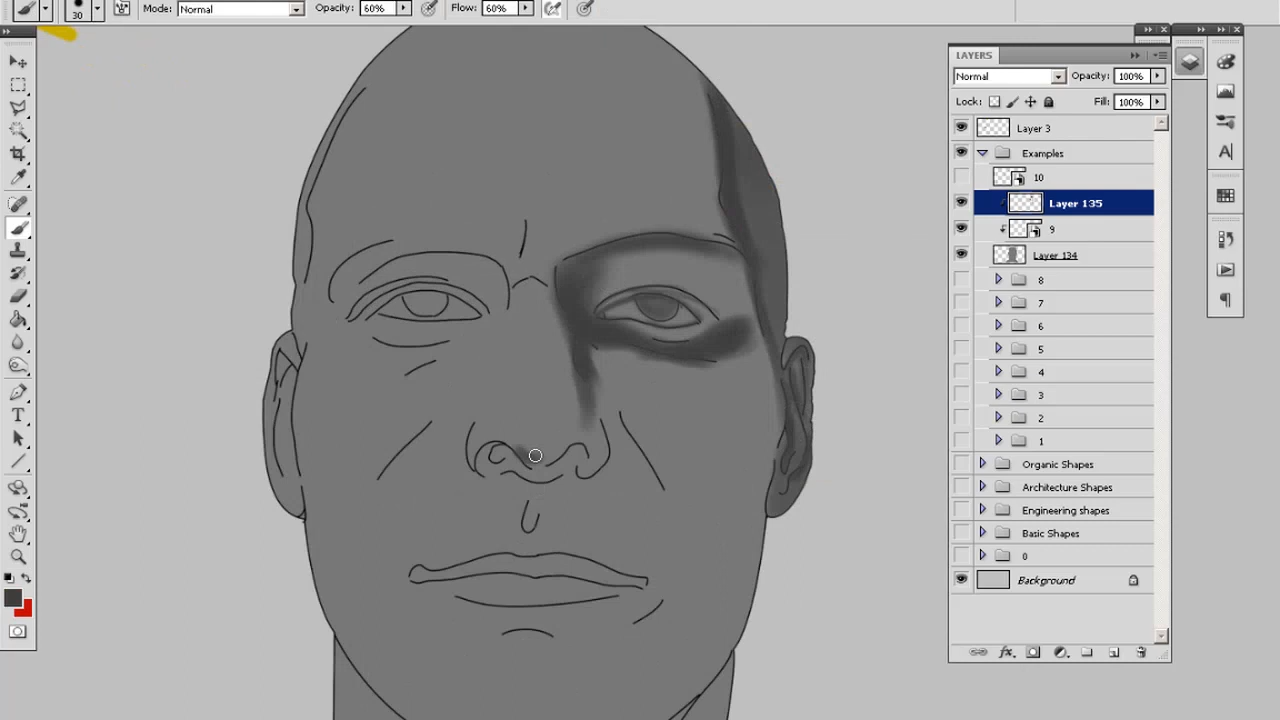 30 Mode: Normal Opacity: 60% Flow: 60%
LAYERS
Normal Opacity: 100%
Lock: Fill: 100%
Layer 3
Examples
10
Layer 135
9
Layer 134
8
7
6
5
4
3
2
1
Organic Shapes
Architecture Shapes
Engineering shapes
Basic Shapes
0
Background